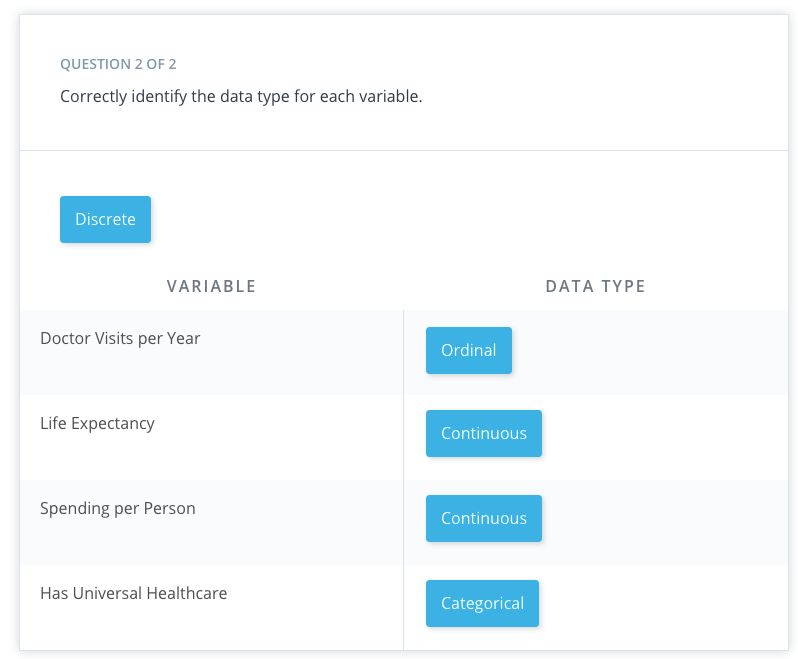 QUESTION 2 OF 2
Correctly identify the data type for each variable.
Discrete
VARIABLE DATA TYPE
Doctor Visits per Year Ordinal
Life Expectancy Continuous
Spending per Person Continuous
Has Universal Healthcare Categorical